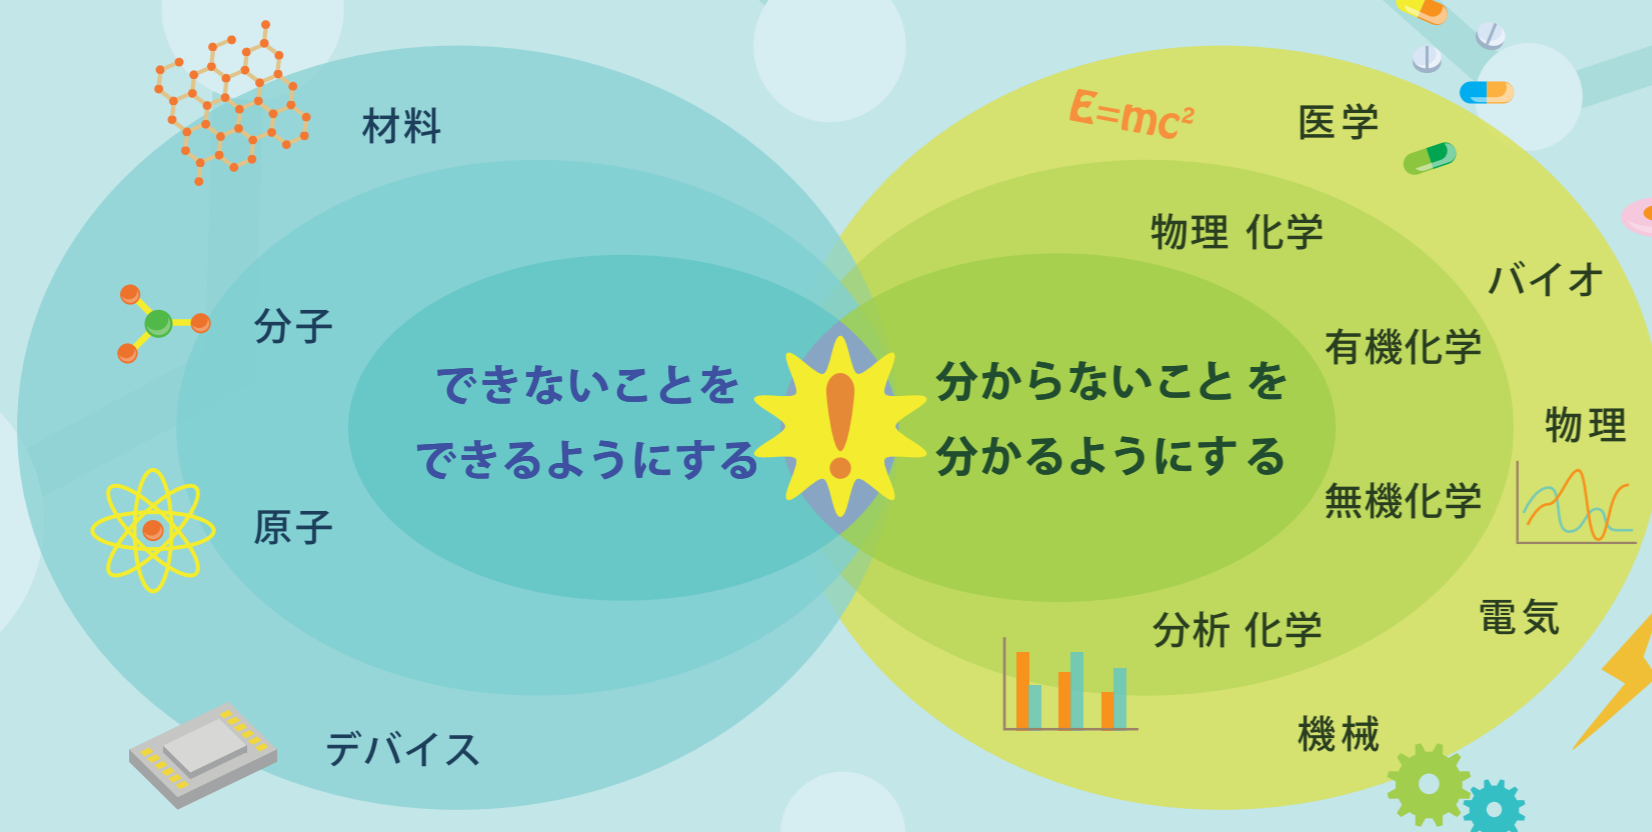 材料
分子
原子
デバイス
できないことを
できるようにする
!
分からないことを
分かるようにする
E=mc²
医学
物理 化学
バイオ
有機化学
物理
無機化学
電気
分析 化学
機械